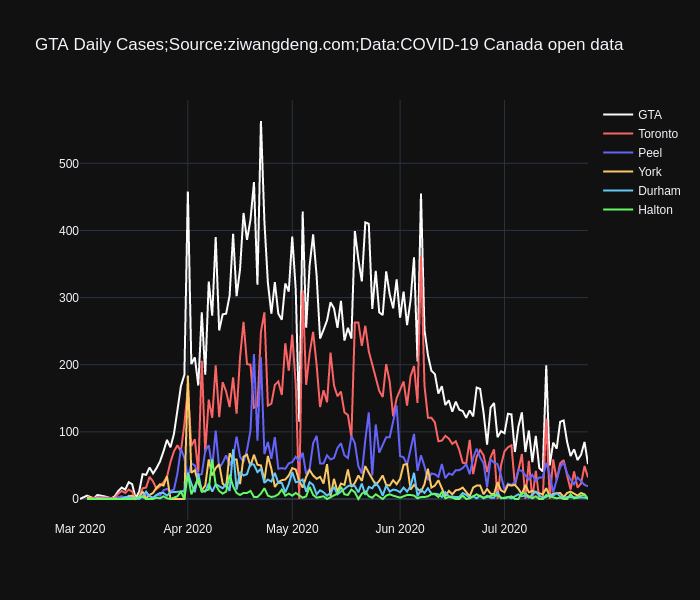 GTA Daily Cases;Source:ziwangdeng.com;Data:COVID-19 Canada open data
GTA
Toronto
Peel
York
Durham
Halton
500
400
300
200
100
0
Mar 2020
Apr 2020
May 2020
Jun 2020
Jul 2020